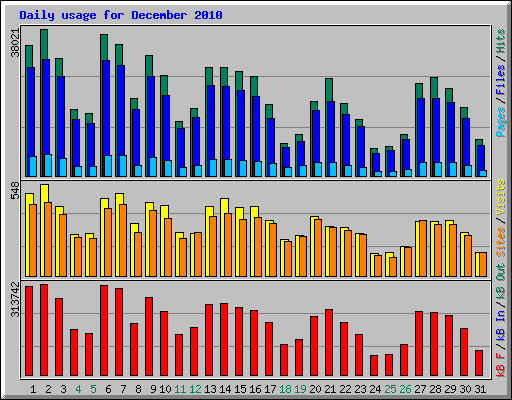 Daily usage for December 2010
38021
Pages / Files / Hits
548
Sites / Visits
313742
kB F / kB In / kB Out
1 2 3 4 5 6 7 8 9 10 11 12 13 14 15 16 17 18 19 20 21 22 23 24 25 26 27 28 29 30 31